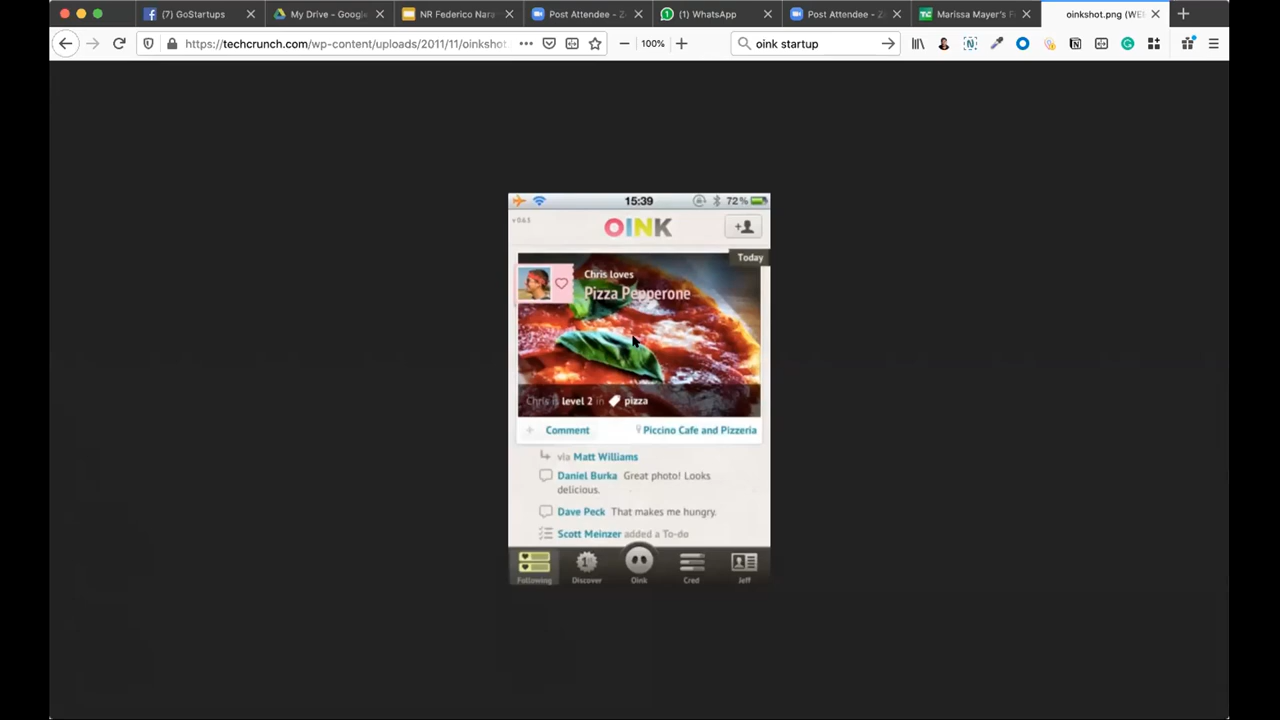 (7) GoStartups
My Drive - Google
NR Federico Nara
Post Attendee - Z
(1) WhatsApp
Post Attendee - Z
Marissa Mayer's F
oinkshot.png (WE
https://techcrunch.com/wp-content/uploads/2011/11/oinkshot
100%
oink startup
15:39
72%
v063
OINK
Today
Chris loves
Pizza Pepperone
Chris is level 2 in pizza
Comment
Piccino Cafe and Pizzeria
via Matt Williams
Daniel Burka Great photo! Looks
delicious.
Dave Peck That makes me hungry.
Scott Meinzer added a To-do
Following
Discover
Oink
Cred
Jeff